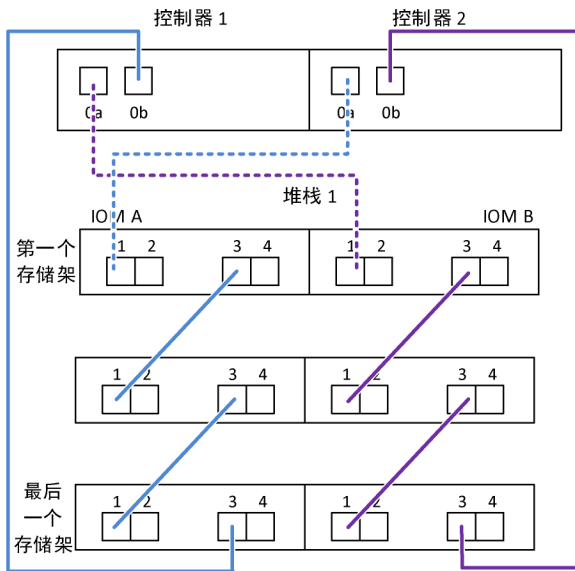 控制器 1 控制器 2
0a 0b 0a 0b
堆栈 1
IOM A IOM B
第一个
存储架
1 2 3 4 1 2 3 4
1 2 3 4 1 2 3 4
最后
一个
存储架
1 2 3 4 1 2 3 4